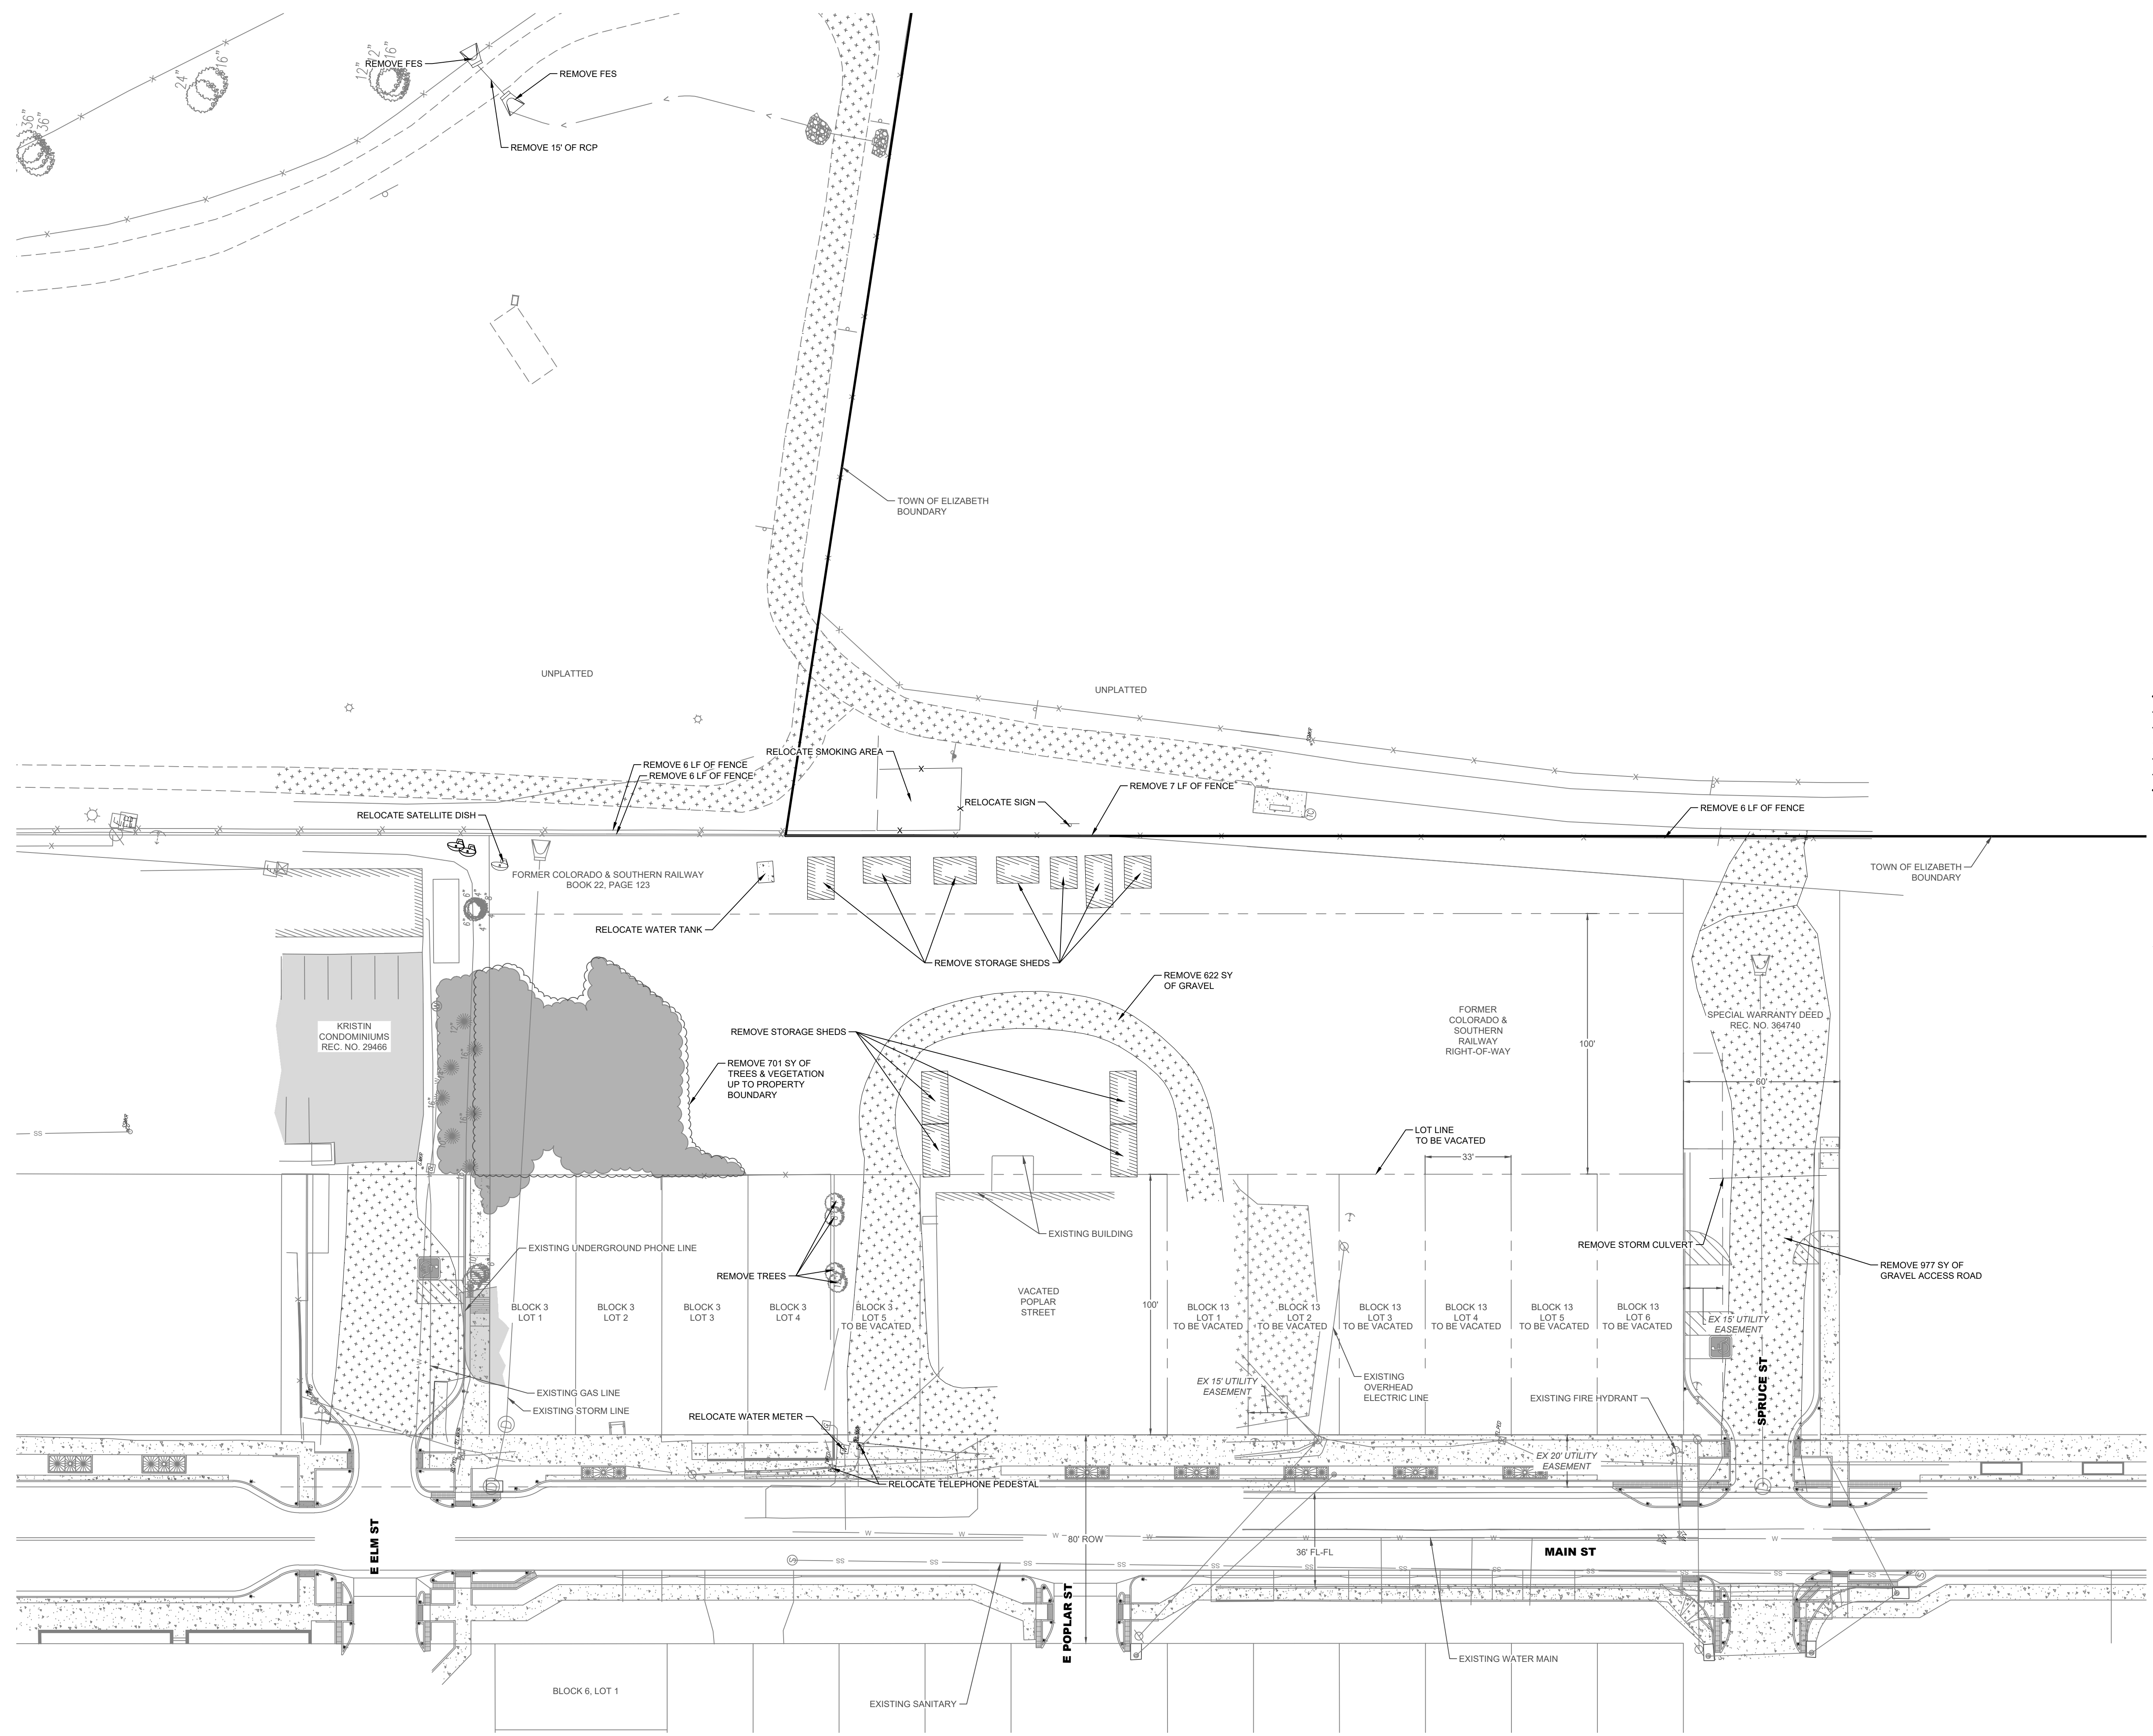 REMOVE FES
REMOVE FES
REMOVE 15' OF RCP
24"
16"
12"
12"
16"
36"
36"
TOWN OF ELIZABETH
BOUNDARY
UNPLATTED
UNPLATTED
RELOCATE SMOKING AREA
REMOVE 6 LF OF FENCE
REMOVE 6 LF OF FENCE
REMOVE 7 LF OF FENCE
RELOCATE SIGN
REMOVE 6 LF OF FENCE
RELOCATE SATELLITE DISH
TOWN OF ELIZABETH
BOUNDARY
FORMER COLORADO & SOUTHERN RAILWAY
BOOK 22, PAGE 123
RELOCATE WATER TANK
REMOVE STORAGE SHEDS
REMOVE 622 SY
OF GRAVEL
KRISTIN
CONDOMINIUMS
REC. NO. 29466
REMOVE STORAGE SHEDS
FORMER
COLORADO &
SOUTHERN
RAILWAY
RIGHT-OF-WAY
SPECIAL WARRANTY DEED
REC. NO. 364740
100'
60'
REMOVE 701 SY OF
TREES & VEGETATION
UP TO PROPERTY
BOUNDARY
LOT LINE
TO BE VACATED
33'
SS
EXISTING BUILDING
EXISTING UNDERGROUND PHONE LINE
REMOVE STORM CULVERT
REMOVE TREES
REMOVE 977 SY OF
GRAVEL ACCESS ROAD
BLOCK 3
LOT 1
BLOCK 3
LOT 2
BLOCK 3
LOT 3
BLOCK 3
LOT 4
BLOCK 3
LOT 5
TO BE VACATED
VACATED
POPLAR
STREET
100'
BLOCK 13
LOT 1
TO BE VACATED
BLOCK 13
LOT 2
TO BE VACATED
BLOCK 13
LOT 3
TO BE VACATED
BLOCK 13
LOT 4
TO BE VACATED
BLOCK 13
LOT 5
TO BE VACATED
BLOCK 13
LOT 6
TO BE VACATED
EX 15' UTILITY
EASEMENT
EXISTING GAS LINE
EXISTING STORM LINE
EX 15' UTILITY
EASEMENT
EXISTING
OVERHEAD
ELECTRIC LINE
EXISTING FIRE HYDRANT
SPRUCE ST
RELOCATE WATER METER
RELOCATE TELEPHONE PEDESTAL
EX 20' UTILITY
EASEMENT
E ELM ST
80' ROW
36' FL-FL
MAIN ST
E POPLAR ST
EXISTING WATER MAIN
BLOCK 6, LOT 1
EXISTING SANITARY